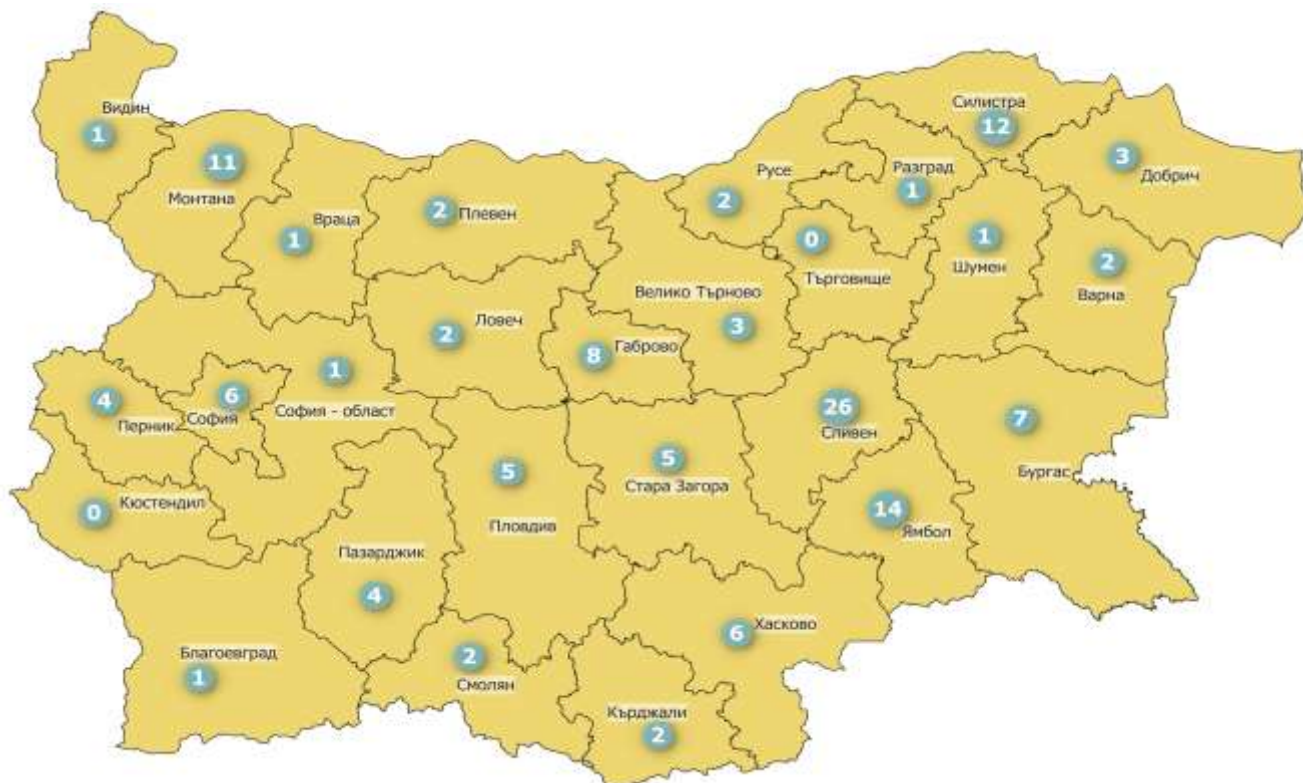 Видин
1
11
Монтана
1
Враца
2
Плевен
Русе
2
Силистра
12
Разград
1
3
Добрич
0
Търговище
1
Шумен
2
Варна
Велико Търново
3
2
Ловеч
8
Габрово
1
София - област
6
София
4
Перник
0
Кюстендил
5
Пловдив
5
Стара Загора
26
Сливен
7
Бургас
14
Ямбол
Пазарджик
4
6
Хасково
Благоевград
1
2
Смолян
Кърджали
2